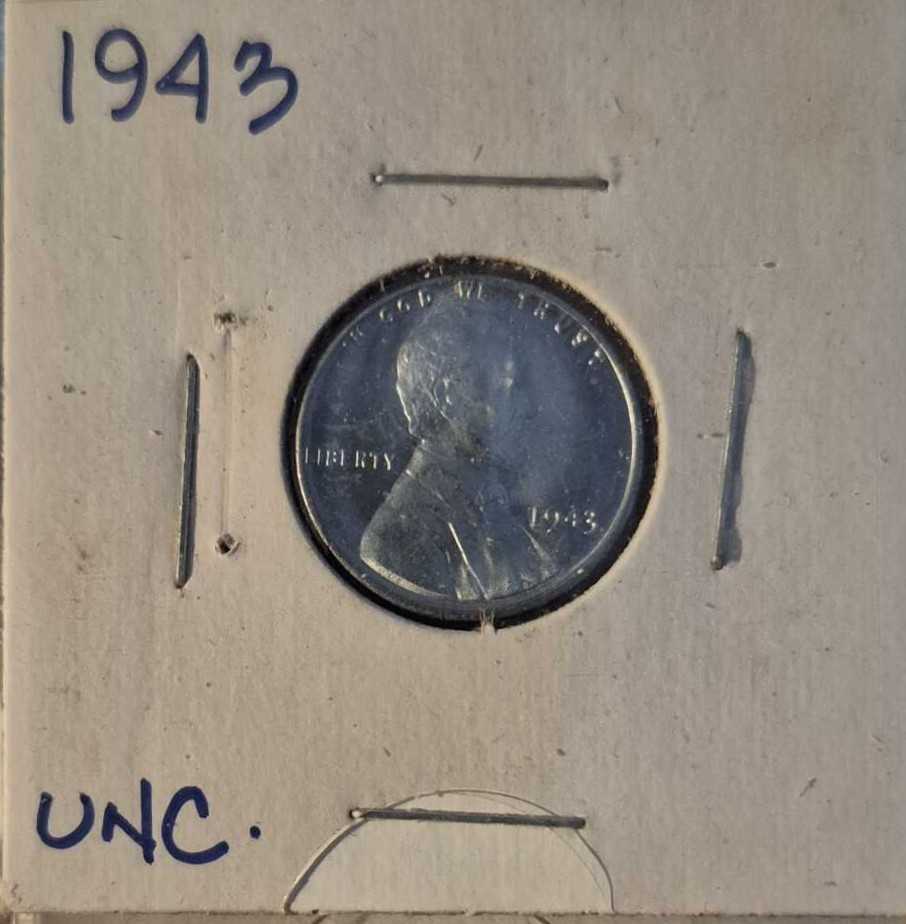 1943
IN GOD WE TRUST
LIBERTY
1943
UNC.